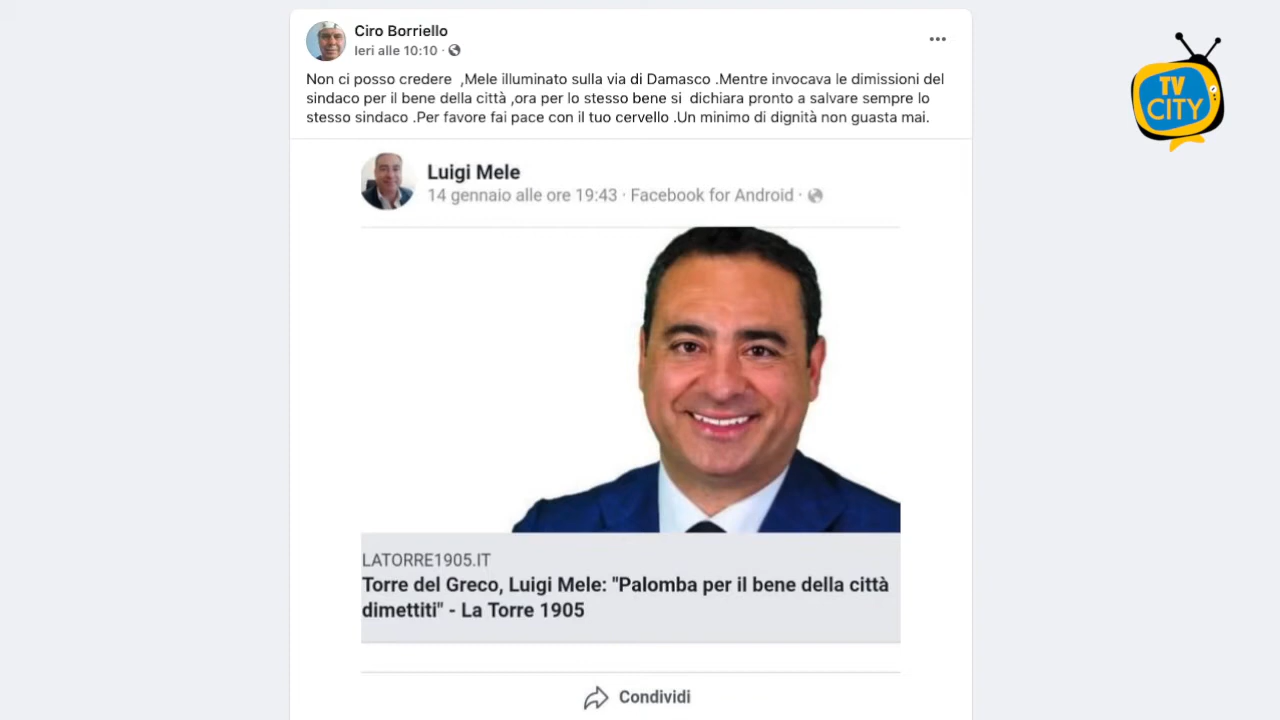 Ciro Borriello
Ieri alle 10:10 ·
Non ci posso credere ,Mele illuminato sulla via di Damasco .Mentre invocava le dimissioni del
sindaco per il bene della città ,ora per lo stesso bene si dichiara pronto a salvare sempre lo
stesso sindaco .Per favore fai pace con il tuo cervello .Un minimo di dignità non guasta mai.
TV
CITY
Luigi Mele
14 gennaio alle ore 19:43 · Facebook for Android ·
LATORRE1905.IT
Torre del Greco, Luigi Mele: "Palomba per il bene della città
dimettiti" - La Torre 1905
Condividi